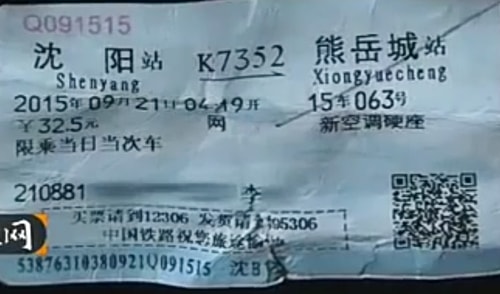 Q091515
沈阳站 K7352 熊岳城站
Shenyang Xiongyuecheng
2015年09月21日04:19开 15车063号
￥32.5元 网 新空调硬座
限乘当日当次车
210881 李
买票请到12306 发货请到95306
中国铁路祝您旅途愉快
网
53876310380921Q091515 沈B